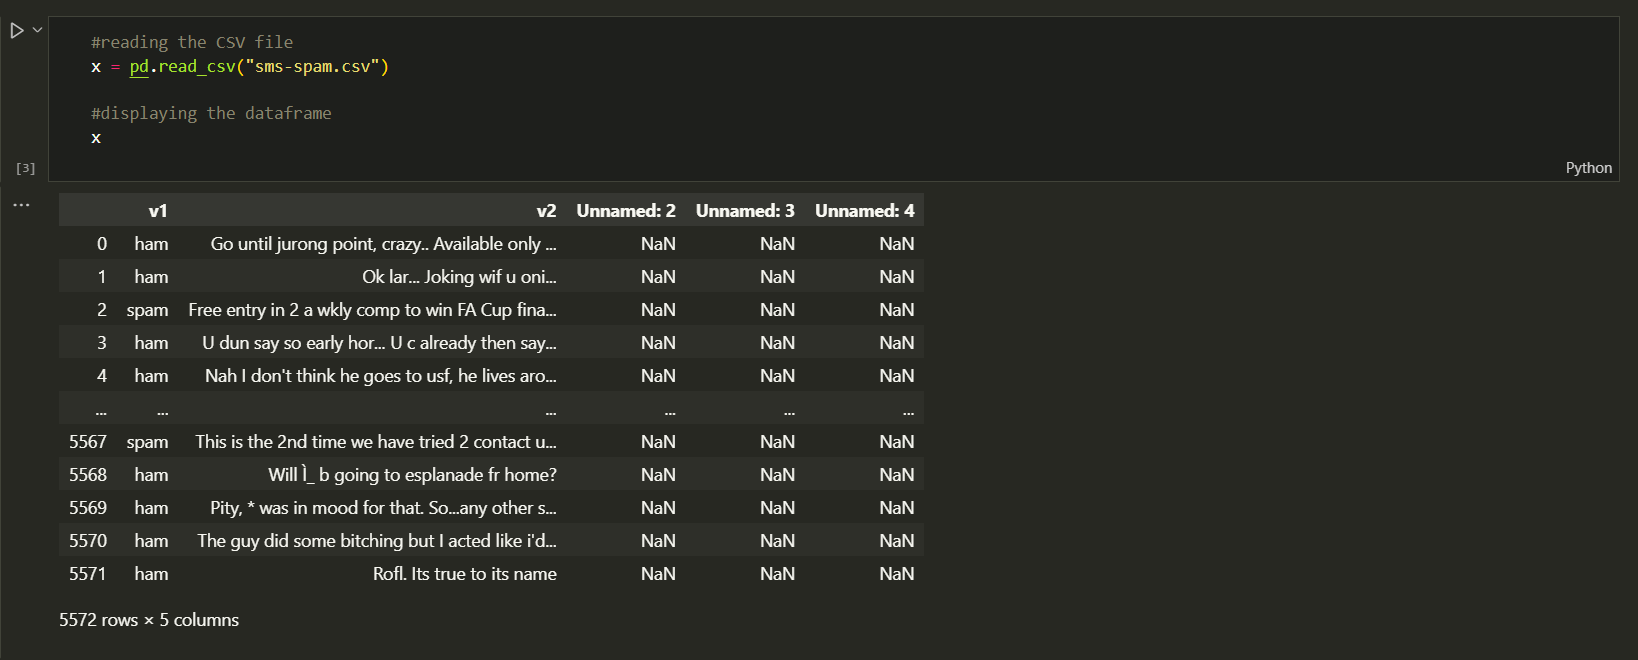 #reading the CSV file
x = pd.read_csv("sms-spam.csv")
#displaying the dataframe
x
[3]
Python
...
v1 v2 Unnamed: 2 Unnamed: 3 Unnamed: 4
0 ham Go until jurong point, crazy.. Available only ... NaN NaN NaN
1 ham Ok lar... Joking wif u oni... NaN NaN NaN
2 spam Free entry in 2 a wkly comp to win FA Cup fina... NaN NaN NaN
3 ham U dun say so early hor... U c already then say... NaN NaN NaN
4 ham Nah I don't think he goes to usf, he lives aro... NaN NaN NaN
... ... ... ... ... ...
5567 spam This is the 2nd time we have tried 2 contact u... NaN NaN NaN
5568 ham Will Ì_ b going to esplanade fr home? NaN NaN NaN
5569 ham Pity, * was in mood for that. So...any other s... NaN NaN NaN
5570 ham The guy did some bitching but I acted like i'd... NaN NaN NaN
5571 ham Rofl. Its true to its name NaN NaN NaN
5572 rows × 5 columns